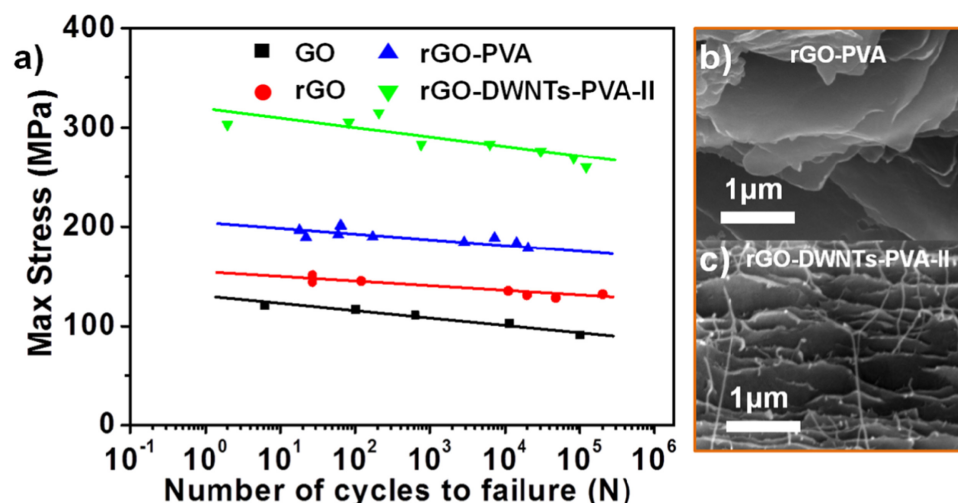 a)
GO
rGO-PVA
rGO
rGO-DWNTs-PVA-II
400
300
200
100
0
Max Stress (MPa)
10⁻¹ 10⁰ 10¹ 10² 10³ 10⁴ 10⁵ 10⁶
Number of cycles to failure (N)
b)
rGO-PVA
1μm
c)
rGO-DWNTs-PVA-II
1μm